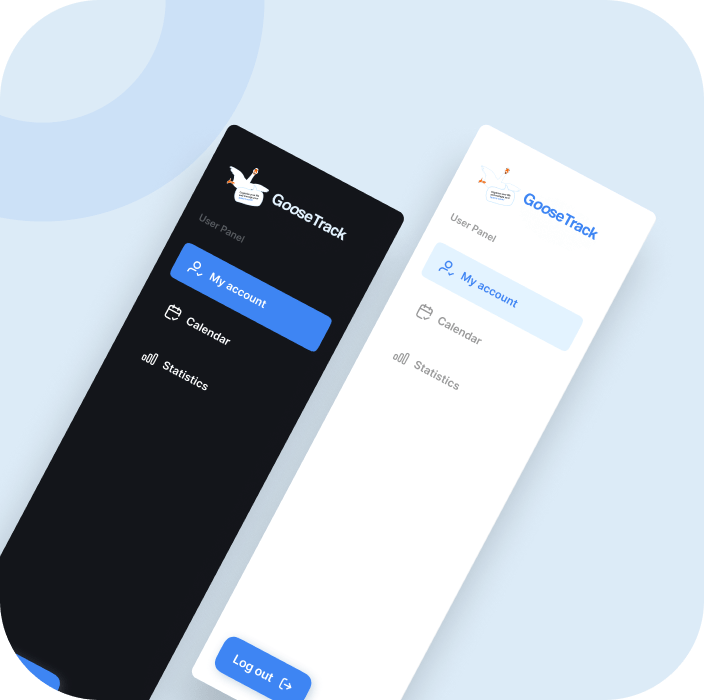 GooseTrack
User Panel
My account
Calendar
Statistics
GooseTrack
User Panel
My account
Calendar
Statistics
Log out